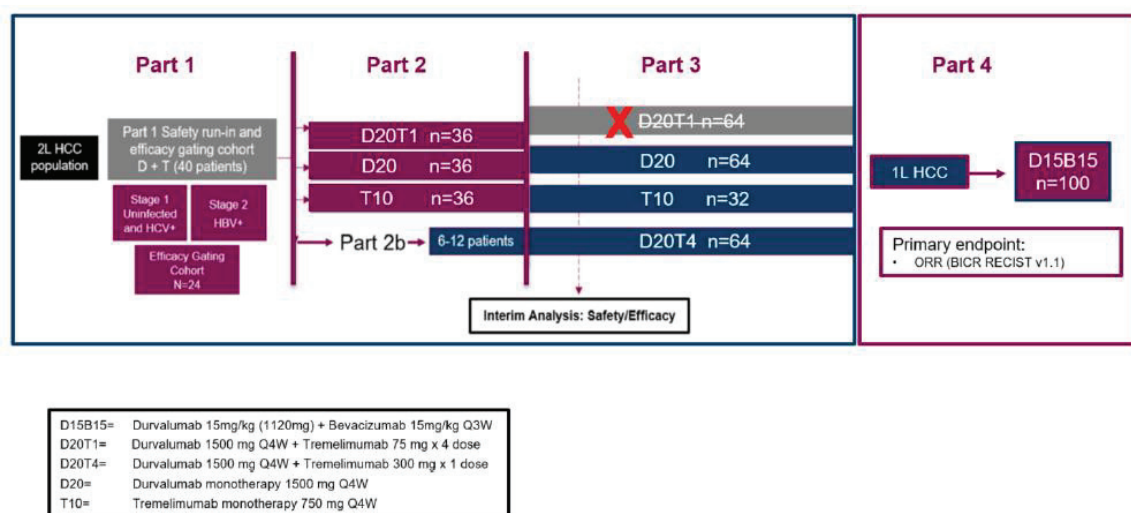 Part 1
Part 2
Part 3
Part 4
2L HCC
population
Part 1 Safety run-in and
efficacy gating cohort
D + T (40 patients)
Stage 1
Uninfected
and HCV+
Stage 2
HBV+
Efficacy Gating
Cohort
N=24
D20T1 n=36
D20 n=36
T10 n=36
Part 2b
6-12 patients
X D20T1 n=64
D20 n=64
T10 n=32
D20T4 n=64
Interim Analysis: Safety/Efficacy
1L HCC
D15B15
n=100
Primary endpoint:
• ORR (BICR RECIST v1.1)
D15B15= Durvalumab 15mg/kg (1120mg) + Bevacizumab 15mg/kg Q3W
D20T1= Durvalumab 1500 mg Q4W + Tremelimumab 75 mg x 4 dose
D20T4= Durvalumab 1500 mg Q4W + Tremelimumab 300 mg x 1 dose
D20= Durvalumab monotherapy 1500 mg Q4W
T10= Tremelimumab monotherapy 750 mg Q4W